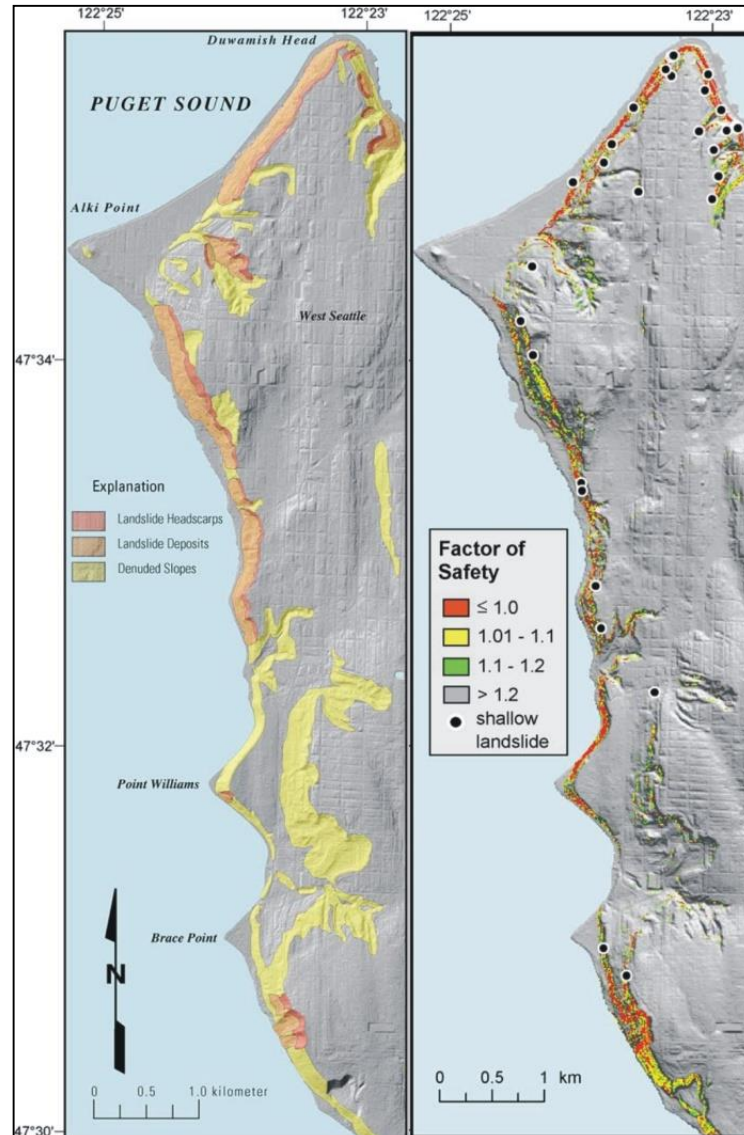 122°25'
122°23'
Duwamish Head
PUGET SOUND
Alki Point
West Seattle
47°34'
Explanation
Landslide Headscarps
Landslide Deposits
Denuded Slopes
47°32'
Point Williams
Brace Point
N
0 0.5 1.0 kilometer
47°30'
122°25'
122°23'
Factor of
Safety
≤ 1.0
1.01 - 1.1
1.1 - 1.2
> 1.2
shallow
landslide
0 0.5 1 km